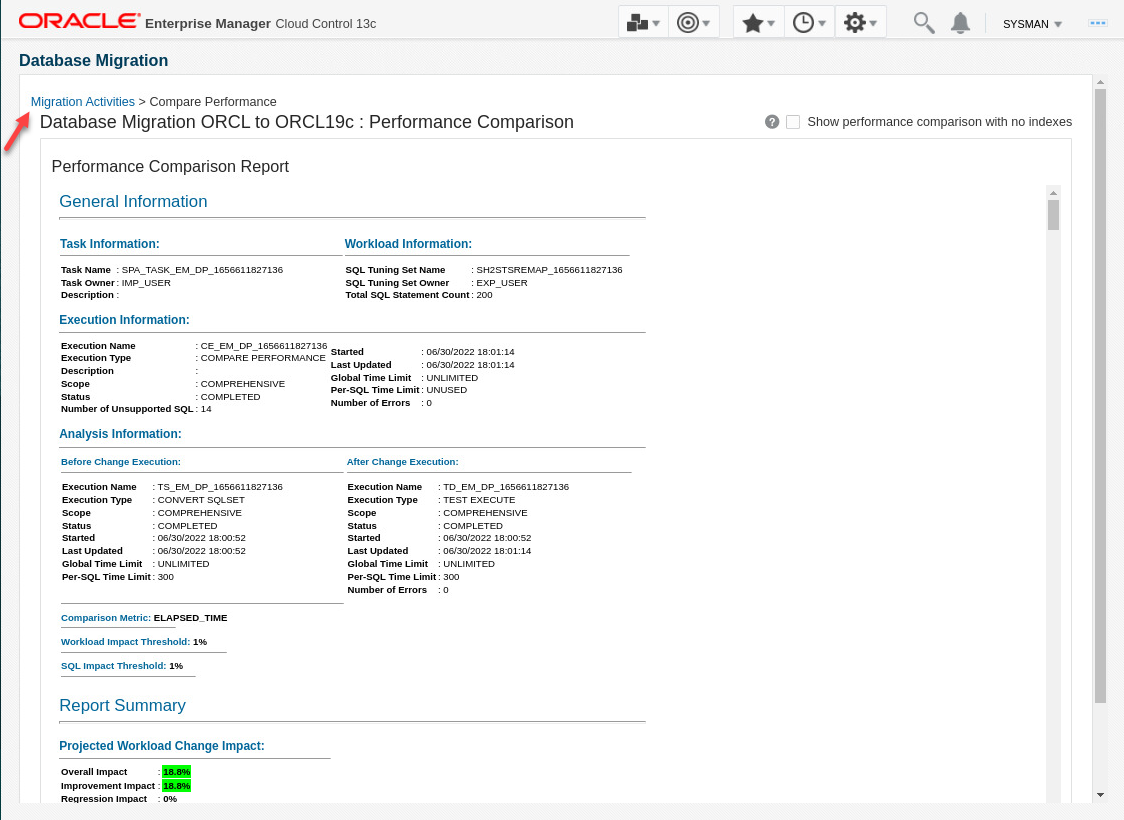 ORACLE® Enterprise Manager Cloud Control 13c
SYSMAN
Database Migration
Migration Activities > Compare Performance
Database Migration ORCL to ORCL19c : Performance Comparison
? Show performance comparison with no indexes
Performance Comparison Report
General Information
Task Information: Workload Information:
Task Name : SPA_TASK_EM_DP_1656611827136 SQL Tuning Set Name : SH2STSREMAP_1656611827136
Task Owner : IMP_USER SQL Tuning Set Owner : EXP_USER
Description : Total SQL Statement Count : 200
Execution Information:
Execution Name : CE_EM_DP_1656611827136
Execution Type : COMPARE PERFORMANCE
Description :
Scope : COMPREHENSIVE
Status : COMPLETED
Number of Unsupported SQL : 14
Started : 06/30/2022 18:01:14
Last Updated : 06/30/2022 18:01:14
Global Time Limit : UNLIMITED
Per-SQL Time Limit : UNUSED
Number of Errors : 0
Analysis Information:
Before Change Execution: After Change Execution:
Execution Name : TS_EM_DP_1656611827136 Execution Name : TD_EM_DP_1656611827136
Execution Type : CONVERT SQLSET Execution Type : TEST EXECUTE
Scope : COMPREHENSIVE Scope : COMPREHENSIVE
Status : COMPLETED Status : COMPLETED
Started : 06/30/2022 18:00:52 Started : 06/30/2022 18:00:52
Last Updated : 06/30/2022 18:00:52 Last Updated : 06/30/2022 18:01:14
Global Time Limit : UNLIMITED Global Time Limit : UNLIMITED
Per-SQL Time Limit : 300 Per-SQL Time Limit : 300
Number of Errors : 0
Comparison Metric: ELAPSED_TIME
Workload Impact Threshold: 1%
SQL Impact Threshold: 1%
Report Summary
Projected Workload Change Impact:
Overall Impact : 18.8%
Improvement Impact : 18.8%
Regression Impact : 0%